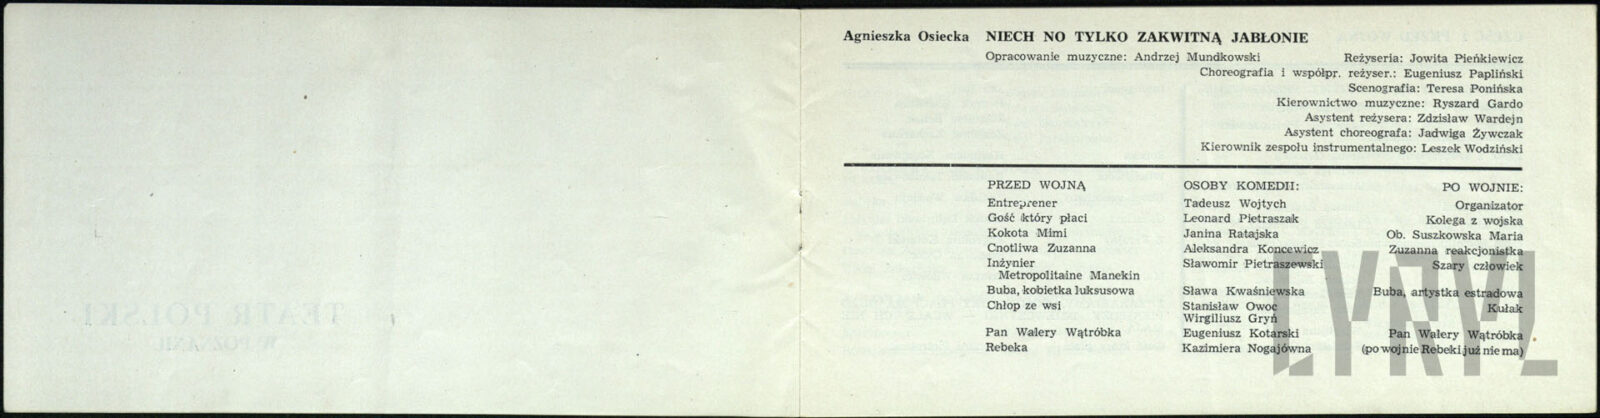 Agnieszka Osiecka NIECH NO TYLKO ZAKWITNĄ JABŁONIE
Opracowanie muzyczne: Andrzej Mundkowski Reżyseria: Jowita Pieńkiewicz
Choreografia i współpr. reżyser.: Eugeniusz Papliński
Scenografia: Teresa Ponińska
Kierownictwo muzyczne: Ryszard Gardo
Asystent reżysera: Zdzisław Wardejn
Asystent choreografa: Jadwiga Żywczak
Kierownik zespołu instrumentalnego: Leszek Wodziński
PRZED WOJNĄ OSOBY KOMEDII: PO WOJNIE:
Entreprener Tadeusz Wojtych Organizator
Gość który płaci Leonard Pietraszak Kolega z wojska
Kokota Mimi Janina Ratajska Ob. Suszkowska Maria
Cnotliwa Zuzanna Aleksandra Koncewicz Zuzanna reakcjonistka
Inżynier Sławomir Pietraszewski Szary człowiek
Metropolitaine Manekin
Buba, kobietka luksusowa Sława Kwaśniewska Buba, artystka estradowa
Chłop ze wsi Stanisław Owoc Kułak
Wirgiliusz Gryń
Pan Walery Wątróbka Eugeniusz Kotarski Pan Walery Wątróbka
Rebeka Kazimiera Nogajówna (po wojnie Rebeki już nie ma)
TEATR POLSKI
W POZNANIU
CYRYL